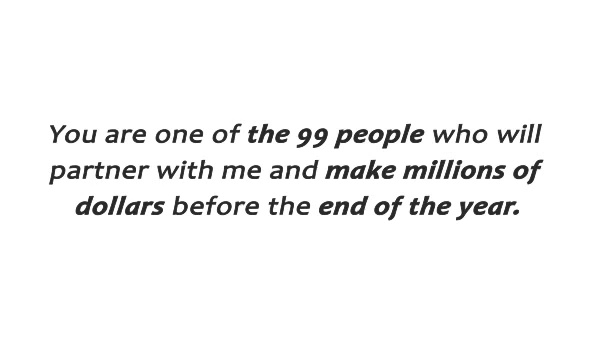 You are one of the 99 people who will
partner with me and make millions of
dollars before the end of the year.